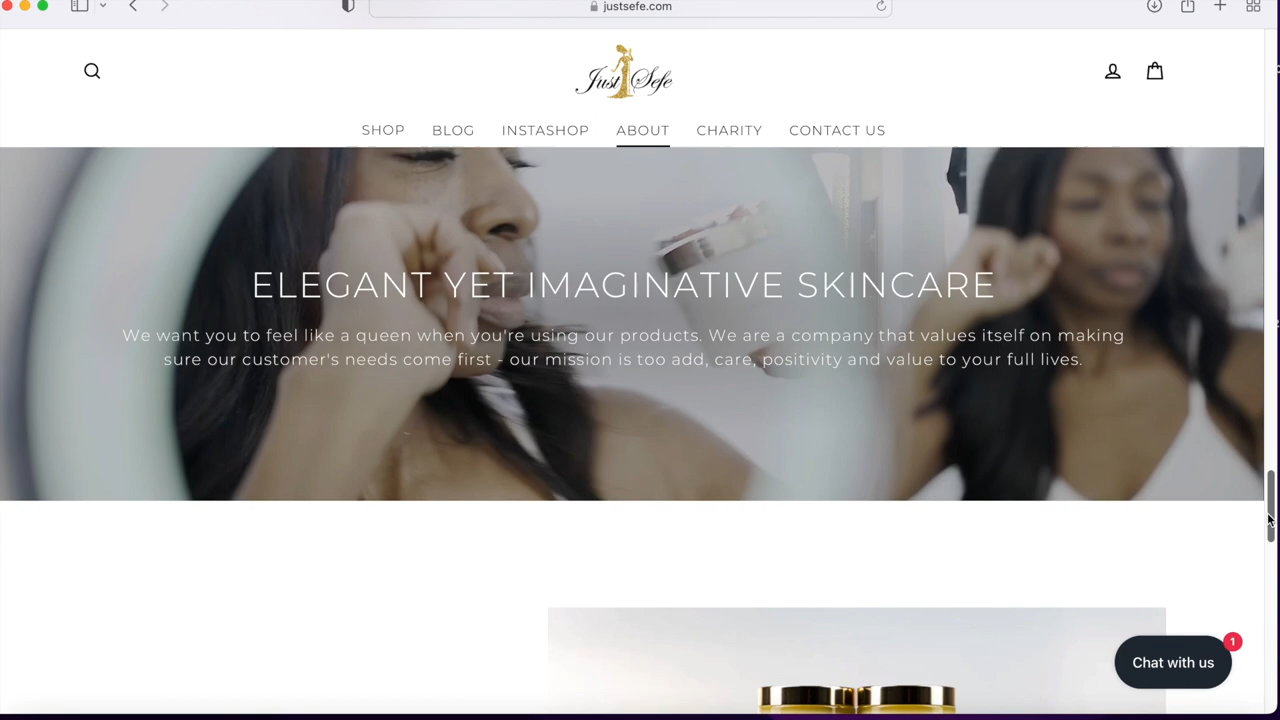 justsefe.com
Just Sefe
SHOP BLOG INSTASHOP ABOUT CHARITY CONTACT US
ELEGANT YET IMAGINATIVE SKINCARE
We want you to feel like a queen when you're using our products. We are a company that values itself on making
sure our customer's needs come first - our mission is too add, care, positivity and value to your full lives.
1
Chat with us